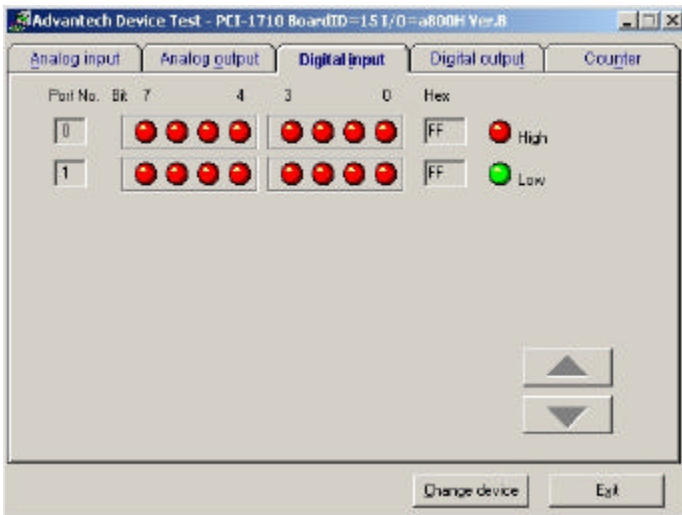 Advantech Device Test - PCI-1710 BoardID=15 I/O=a800H Ver.B
Analog input Analog output Digital input Digital output Counter
Port No. Bit 7 4 3 0 Hex
0 FF High
1 FF Low
Change device Exit